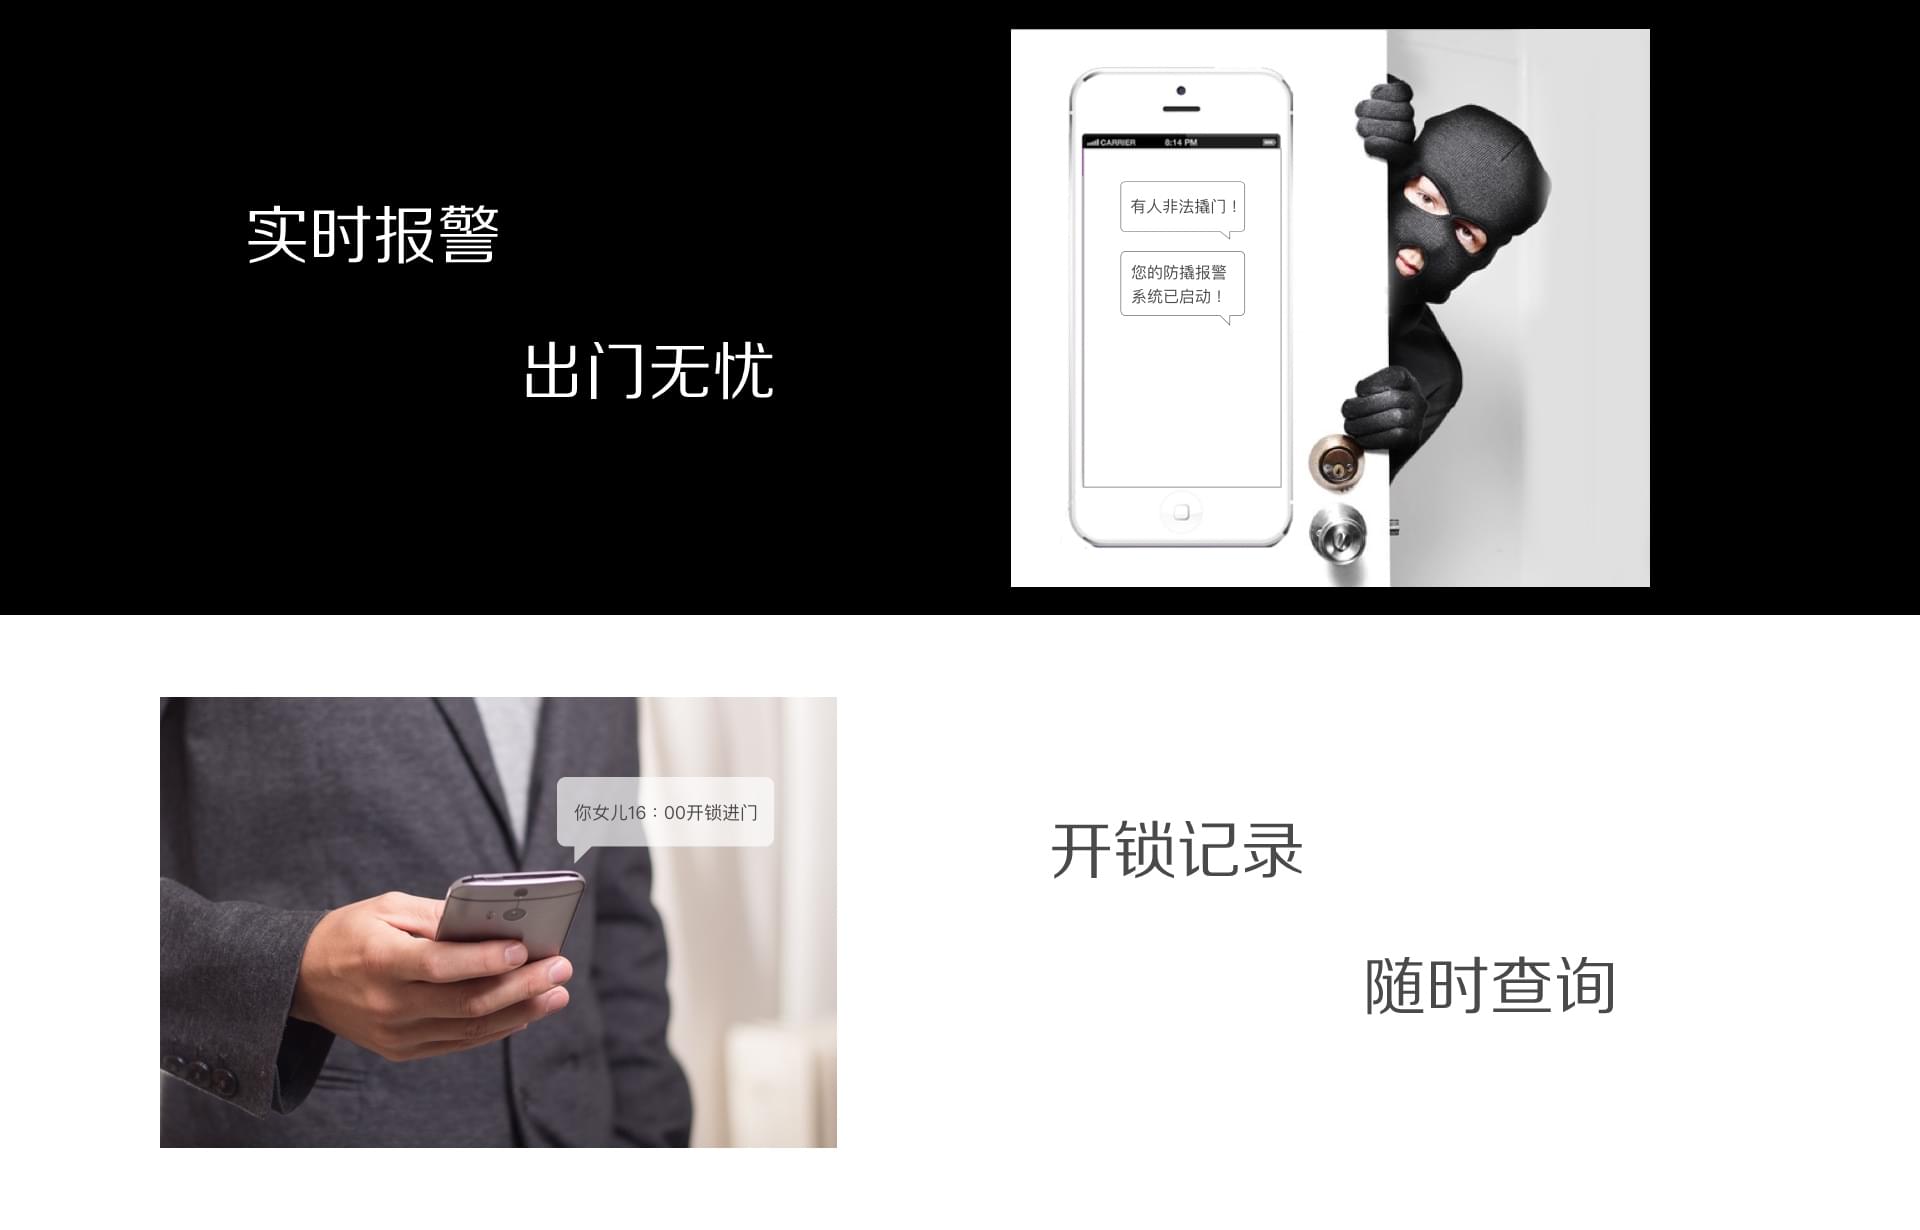 实时报警
出门无忧
CARRIER 8:14 PM
有人非法撬门！
您的防撬报警
系统已启动！
你女儿16：00开锁进门
开锁记录
随时查询